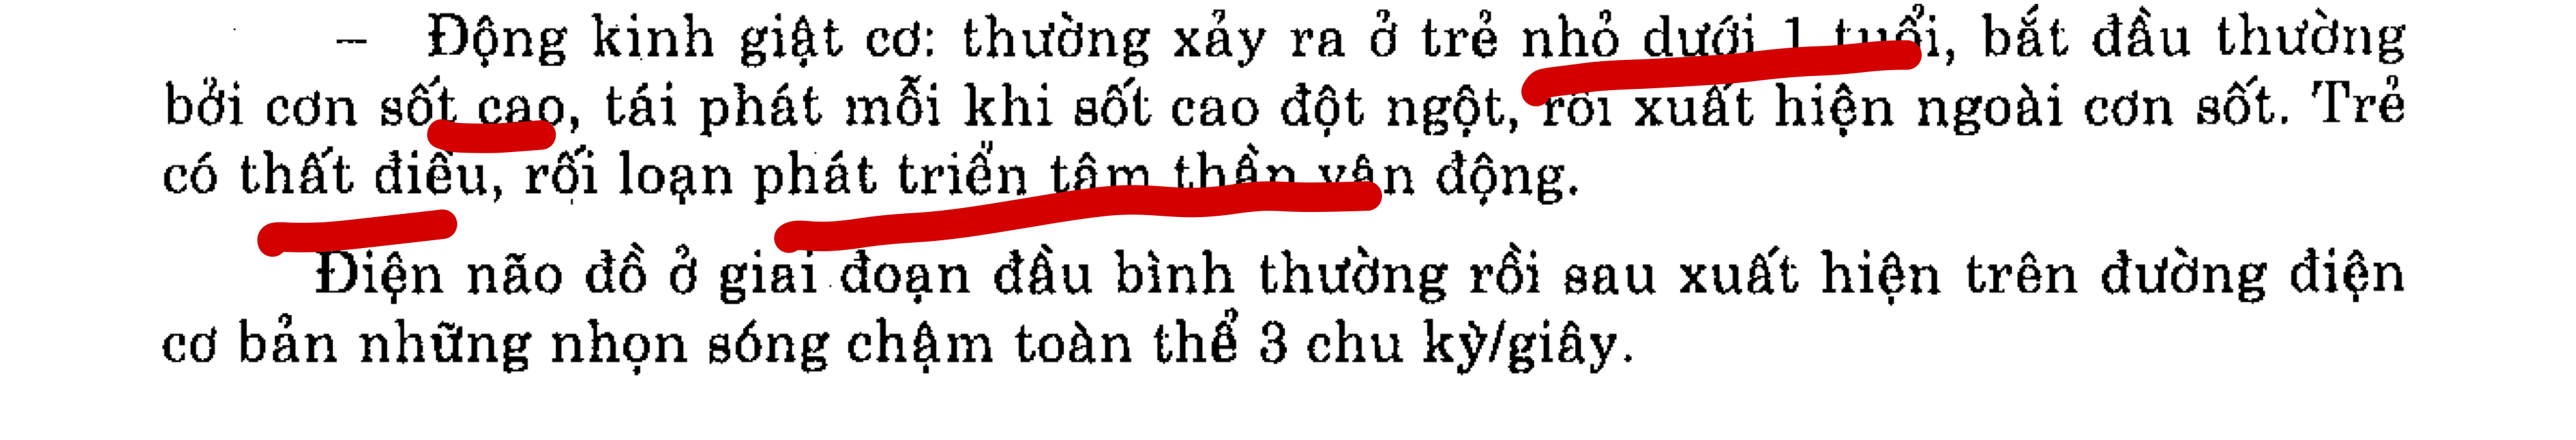 – Động kinh giật cơ: thường xảy ra ở trẻ nhỏ dưới 1 tuổi, bắt đầu thường
bởi cơn sốt cao, tái phát mỗi khi sốt cao đột ngột, rồi xuất hiện ngoài cơn sốt. Trẻ
có thất điều, rối loạn phát triển tâm thần vận động.
Điện não đồ ở giai đoạn đầu bình thường rồi sau xuất hiện trên đường điện
cơ bản những nhọn sóng chậm toàn thể 3 chu kỳ/giây.